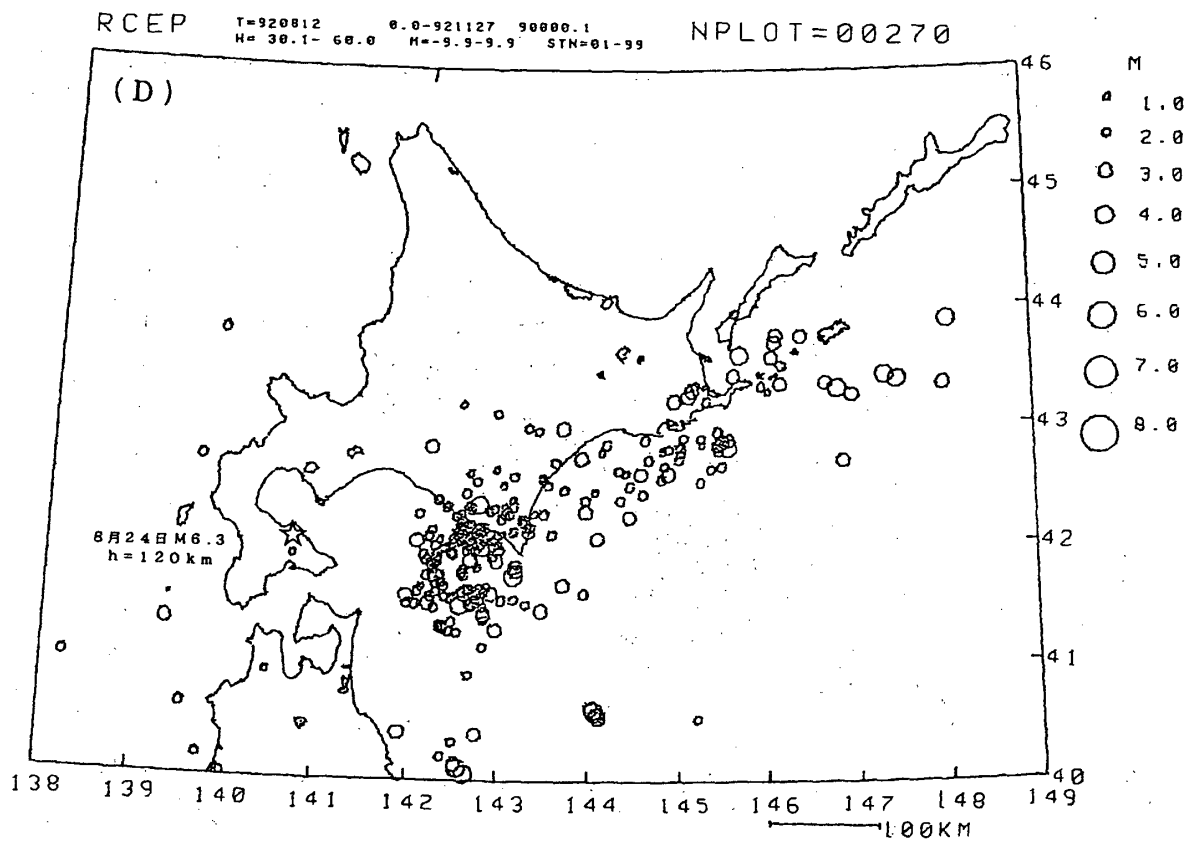 RCEP T=920812 0.0-921127 90000.1 NPLOT=00270
H= 30.1- 60.0 M=-9.9-9.9 STN=01-99
(D)
46
M
1.0
2.0
3.0
45
4.0
5.0
44
6.0
7.0
43
8.0
42
8月24日M6.3
h=120km
41
40
138 139 140 141 142 143 144 145 146 147 148 149
100KM